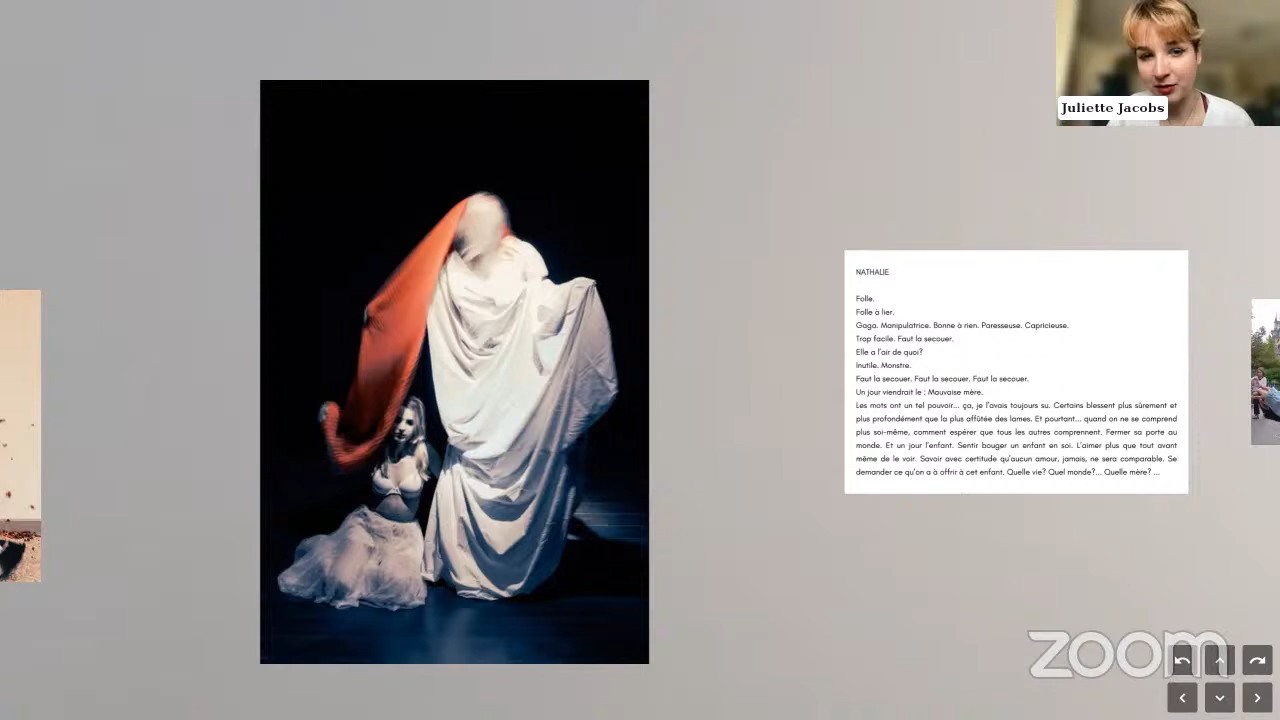 Juliette Jacobs
NATHALIE
Folle.
Folle à lier.
Gaga. Manipulatrice. Bonne à rien. Paresseuse. Capricieuse.
Trop facile. Faut la secouer.
Elle a l'air de quoi?
Inutile. Monstre.
Faut la secouer. Faut la secouer. Faut la secouer.
Un jour viendrait le : Mauvaise mère.
Les mots ont un tel pouvoir... ça, je l'avais toujours su. Certains blessent plus sûrement et
plus profondément que la plus affûtée des lames. Et pourtant... quand on ne se comprend
plus soi-même, comment espérer que tous les autres comprennent. Fermer sa porte au
monde. Et un jour l'enfant. Sentir bouger un enfant en soi. L'aimer plus que tout avant
même de le voir. Savoir avec certitude qu'aucun amour, jamais, ne sera comparable. Se
demander ce qu'on a à offrir à cet enfant. Quelle vie? Quel monde?... Quelle mère? ...
zoom